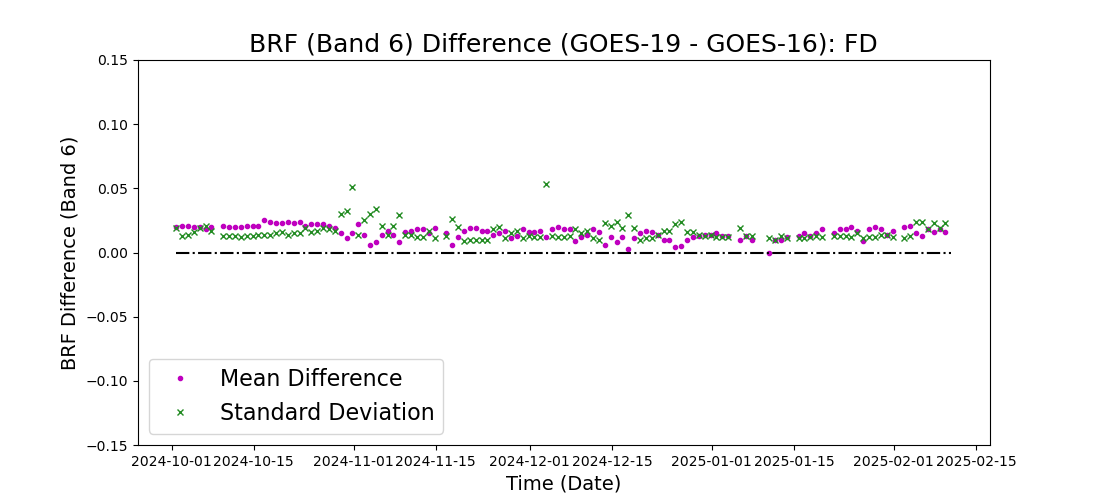 BRF (Band 6) Difference (GOES-19 - GOES-16): FD
BRF Difference (Band 6)
0.15
0.10
0.05
0.00
−0.05
−0.10
−0.15
Mean Difference
Standard Deviation
2024-10-01 2024-10-15 2024-11-01 2024-11-15 2024-12-01 2024-12-15 2025-01-01 2025-01-15 2025-02-01 2025-02-15
Time (Date)